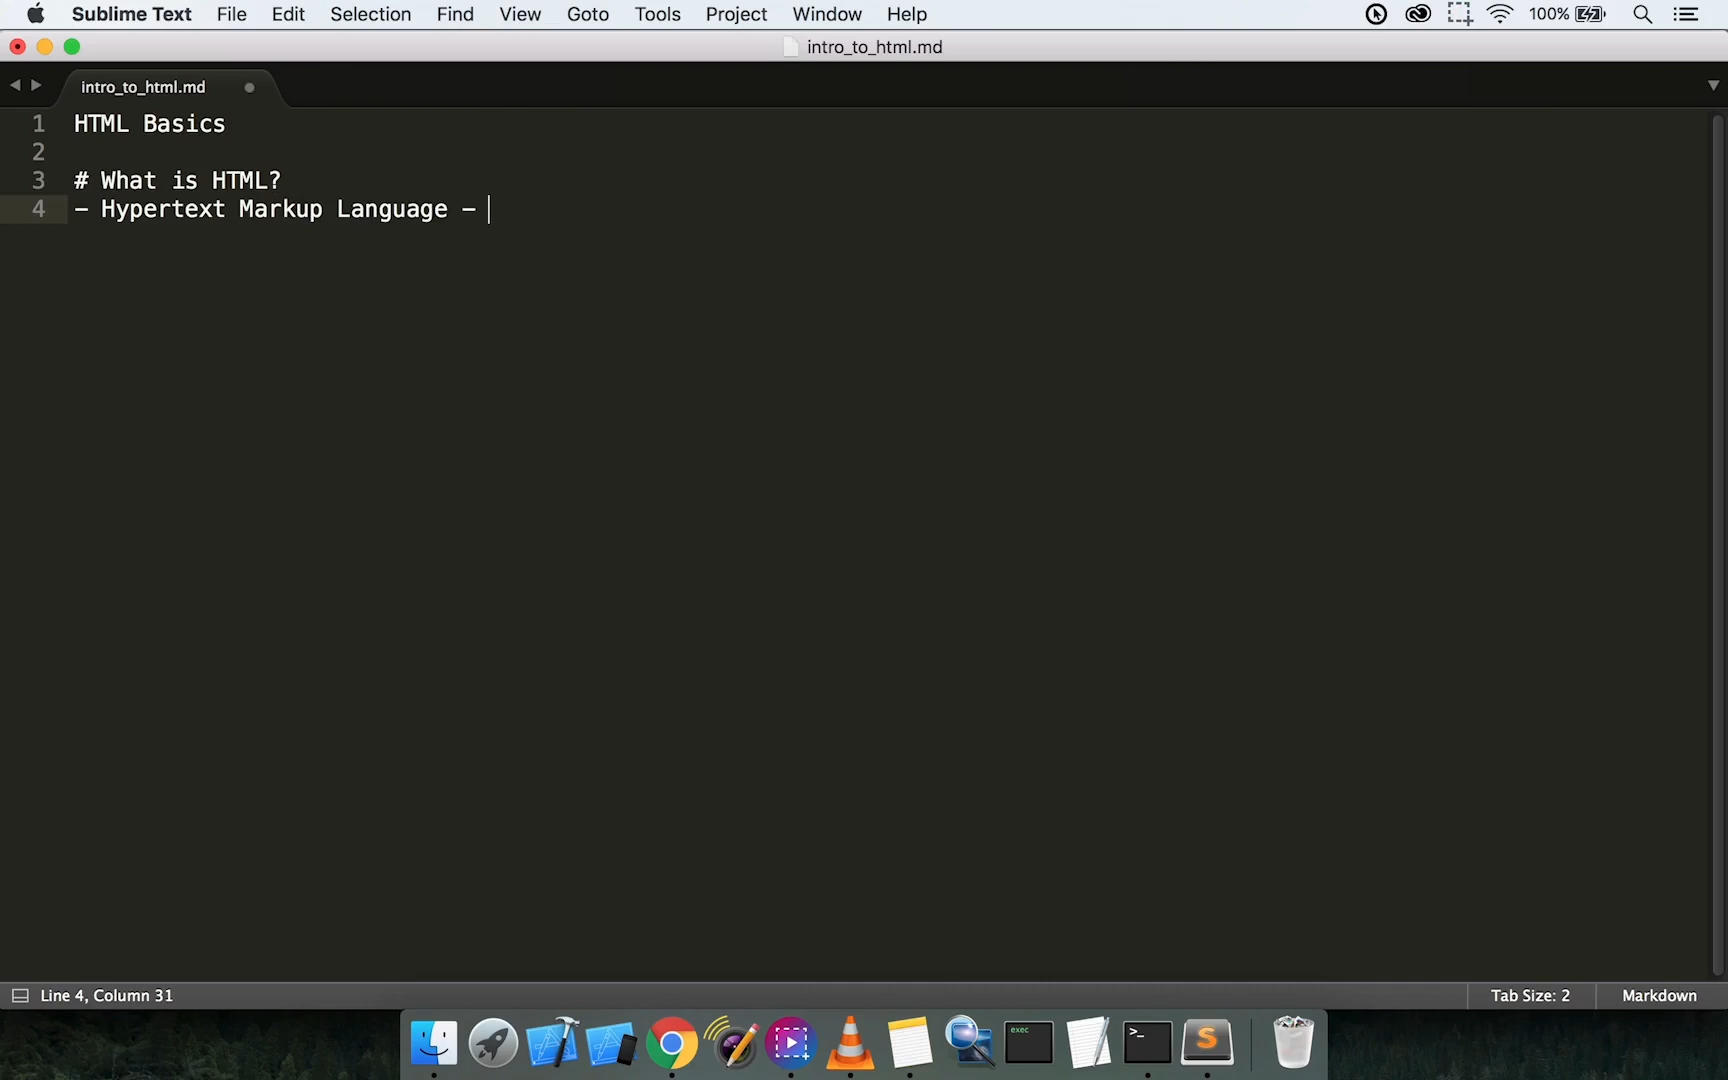 Sublime Text File Edit Selection Find View Goto Tools Project Window Help 100%
intro_to_html.md
intro_to_html.md
1 HTML Basics
2
3 # What is HTML?
4 - Hypertext Markup Language -
Line 4, Column 31 Tab Size: 2 Markdown
exec >_ S